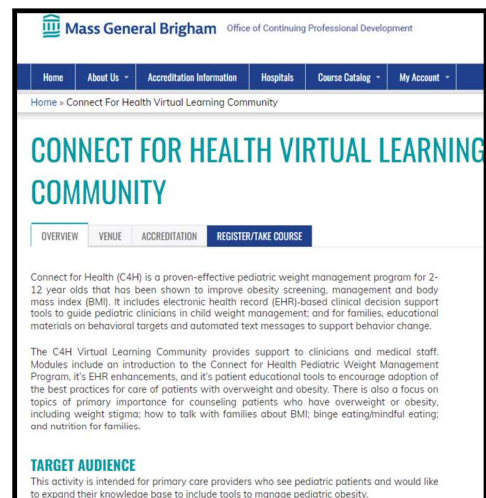 Mass General Brigham Office of Continuing Professional Development
Home About Us Accreditation Information Hospitals Course Catalog My Account
Home » Connect For Health Virtual Learning Community
CONNECT FOR HEALTH VIRTUAL LEARNING
COMMUNITY
OVERVIEW VENUE ACCREDITATION REGISTER/TAKE COURSE
Connect for Health (C4H) is a proven-effective pediatric weight management program for 2-
12 year olds that has been shown to improve obesity screening, management and body
mass index (BMI). It includes electronic health record (EHR)-based clinical decision support
tools to guide pediatric clinicians in child weight management; and for families, educational
materials on behavioral targets and automated text messages to support behavior change.
The C4H Virtual Learning Community provides support to clinicians and medical staff.
Modules include an introduction to the Connect for Health Pediatric Weight Management
Program, it's EHR enhancements, and it's patient educational tools to encourage adoption of
the best practices for care of patients with overweight and obesity. There is also a focus on
topics of primary importance for counseling patients who have overweight or obesity,
including weight stigma; how to talk with families about BMI; binge eating/mindful eating;
and nutrition for families.
TARGET AUDIENCE
This activity is intended for primary care providers who see pediatric patients and would like
to expand their knowledge base to include tools to manage pediatric obesity.